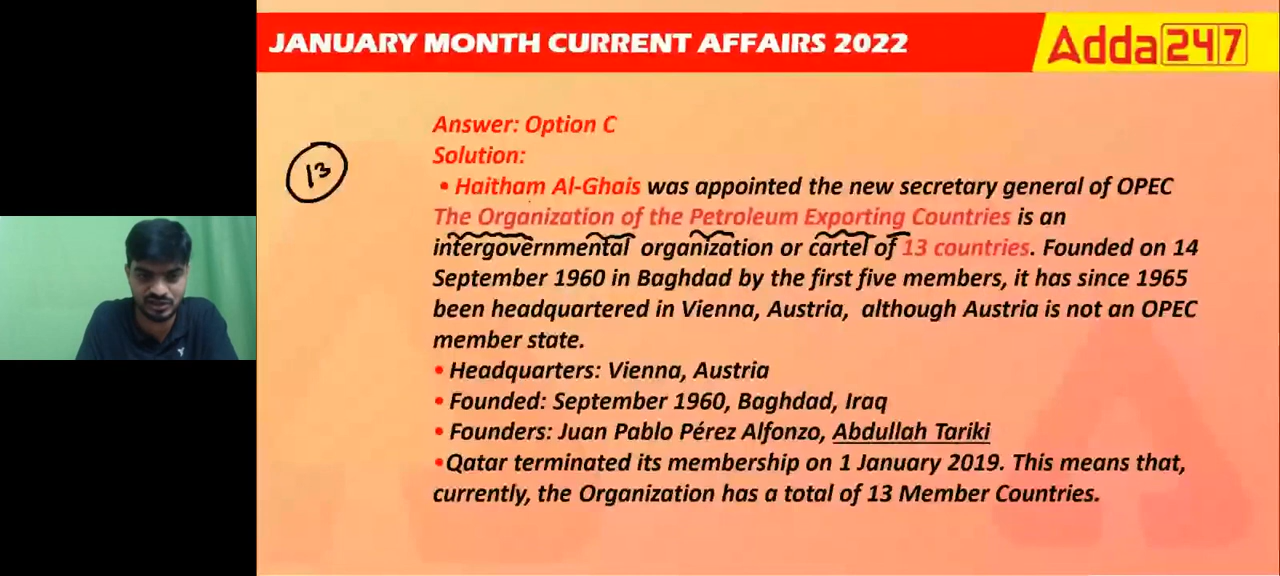 JANUARY MONTH CURRENT AFFAIRS 2022
Adda247
13
Answer: Option C
Solution:
• Haitham Al-Ghais was appointed the new secretary general of OPEC
The Organization of the Petroleum Exporting Countries is an
intergovernmental organization or cartel of 13 countries. Founded on 14
September 1960 in Baghdad by the first five members, it has since 1965
been headquartered in Vienna, Austria, although Austria is not an OPEC
member state.
• Headquarters: Vienna, Austria
• Founded: September 1960, Baghdad, Iraq
• Founders: Juan Pablo Pérez Alfonzo, Abdullah Tariki
•Qatar terminated its membership on 1 January 2019. This means that,
currently, the Organization has a total of 13 Member Countries.